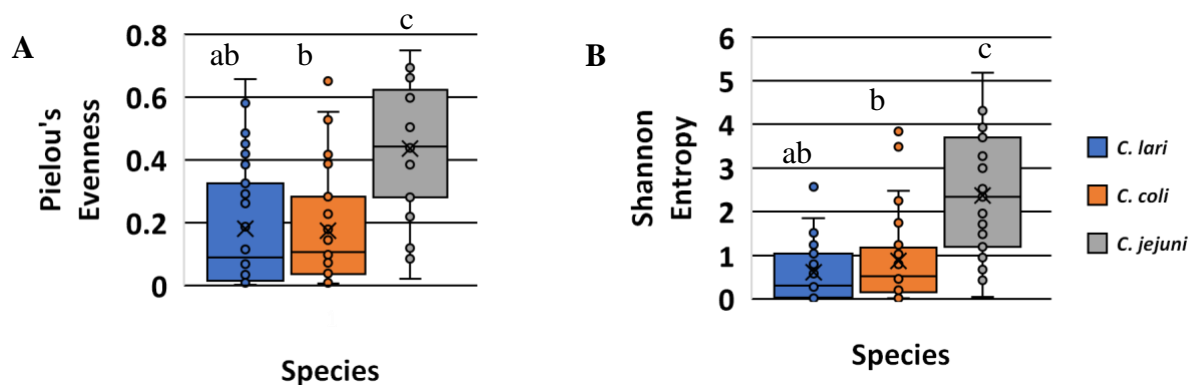 A
Pielou's
Evenness
0.8
0.6
0.4
0.2
0
ab
b
c
Species
B
Shannon
Entropy
6
5
4
3
2
1
0
ab
b
c
Species
C. lari
C. coli
C. jejuni